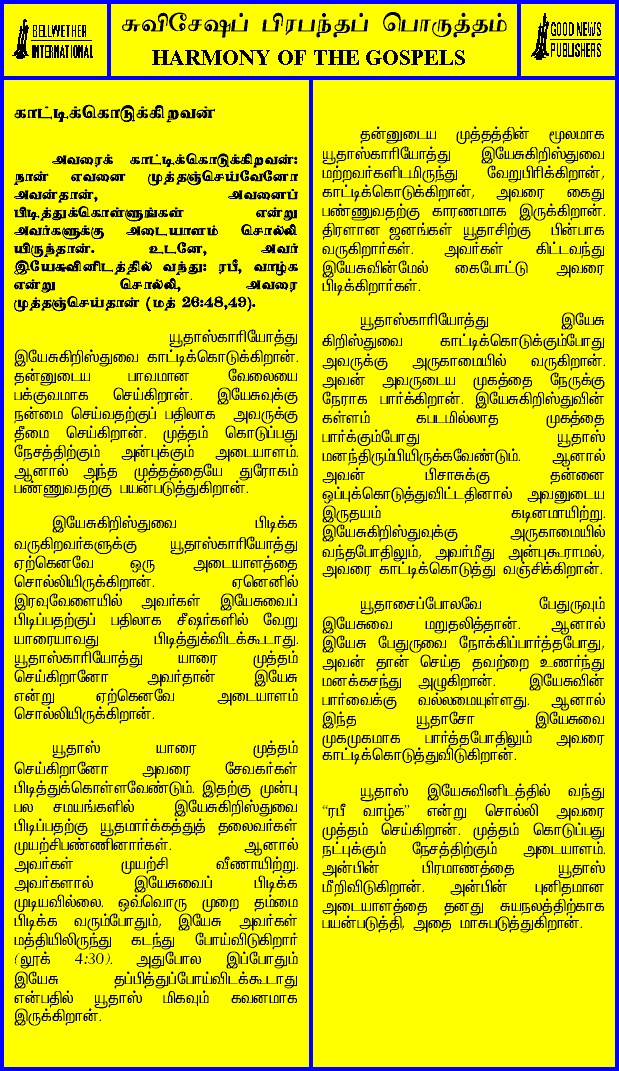 BELLWETHER
INTERNATIONAL
சுவிசேஷப் பிரபந்தப் பொருத்தம்
HARMONY OF THE GOSPELS
GOOD NEWS
PUBLISHERS
காட்டிக்கொடுக்கிறவன்
அவரைக் காட்டிக்கொடுக்கிறவன்:
நான் எவனை முத்தஞ்செய்வேனோ
அவன்தான், அவனைப்
பிடித்துக்கொள்ளுங்கள் என்று
அவர்களுக்கு அடையாளம் சொல்லி
யிருந்தான். உடனே, அவர்
இயேசுவினிடத்தில் வந்து: ரபீ, வாழ்க
என்று சொல்லி, அவரை
முத்தஞ்செய்தான் (மத் 26:48,49).
யூதாஸ்காரியோத்து
இயேசுகிறிஸ்துவை காட்டிக்கொடுக்கிறான்.
தன்னுடைய பாவமான வேலையை
பக்குவமாக செய்கிறான். இயேசுவுக்கு
நன்மை செய்வதற்குப் பதிலாக அவருக்கு
தீமை செய்கிறான். முத்தம் கொடுப்பது
நேசத்திற்கும் அன்புக்கும் அடையாளம்.
ஆனால் அந்த முத்தத்தையே துரோகம்
பண்ணுவதற்கு பயன்படுத்துகிறான்.
இயேசுகிறிஸ்துவை பிடிக்க
வருகிறவர்களுக்கு யூதாஸ்காரியோத்து
ஏற்கெனவே ஒரு அடையாளத்தை
சொல்லியிருக்கிறான். ஏனெனில்
இரவுவேளையில் அவர்கள் இயேசுவைப்
பிடிப்பதற்குப் பதிலாக சீஷர்களில் வேறு
யாரையாவது பிடித்துக்விடக்கூடாது.
யூதாஸ்காரியோத்து யாரை முத்தம்
செய்கிறானோ அவர்தான் இயேசு
என்று ஏற்கெனவே அடையாளம்
சொல்லியிருக்கிறான்.
யூதாஸ் யாரை முத்தம்
செய்கிறானோ அவரை சேவகர்கள்
பிடித்துக்கொள்ளவேண்டும். இதற்கு முன்பு
பல சமயங்களில் இயேசுகிறிஸ்துவை
பிடிப்பதற்கு யூதமார்க்கத்துத் தலைவர்கள்
முயற்சிபண்ணினார்கள். ஆனால்
அவர்கள் முயற்சி வீணாயிற்று.
அவர்களால் இயேசுவைப் பிடிக்க
முடியவில்லை. ஒவ்வொரு முறை தம்மை
பிடிக்க வரும்போதும், இயேசு அவர்கள்
மத்தியிலிருந்து கடந்து போய்விடுகிறார்
(லூக் 4:30). அதுபோல இப்போதும்
இயேசு தப்பித்துப்போய்விடக்கூடாது
என்பதில் யூதாஸ் மிகவும் கவனமாக
இருக்கிறான்.
தன்னுடைய முத்தத்தின் மூலமாக
யூதாஸ்காரியோத்து இயேசுகிறிஸ்துவை
மற்றவர்களிடமிருந்து வேறுபிரிக்கிறான்,
காட்டிக்கொடுக்கிறான், அவரை கைது
பண்ணுவதற்கு காரணமாக இருக்கிறான்.
திரளான ஜனங்கள் யூதாசிற்கு பின்பாக
வருகிறார்கள். அவர்கள் கிட்டவந்து
இயேசுவின்மேல் கைபோட்டு அவரை
பிடிக்கிறார்கள்.
யூதாஸ்காரியோத்து இயேசு
கிறிஸ்துவை காட்டிக்கொடுக்கும்போது
அவருக்கு அருகாமையில் வருகிறான்.
அவன் அவருடைய முகத்தை நேருக்கு
நேராக பார்க்கிறான். இயேசுகிறிஸ்துவின்
கள்ளம் கபடமில்லாத முகத்தை
பார்க்கும்போது யூதாஸ்
மனந்திரும்பியிருக்கவேண்டும். ஆனால்
அவன் பிசாசுக்கு தன்னை
ஒப்புக்கொடுத்துவிட்டதினால் அவனுடைய
இருதயம் கடினமாயிற்று.
இயேசுகிறிஸ்துவுக்கு அருகாமையில்
வந்தபோதிலும், அவர்மீது அன்புகூராமல்,
அவரை காட்டிக்கொடுத்து வஞ்சிக்கிறான்.
யூதாசைப்போலவே பேதுருவும்
இயேசுவை மறுதலித்தான். ஆனால்
இயேசு பேதுருவை நோக்கிப்பார்த்தபோது,
அவன் தான் செய்த தவற்றை உணர்ந்து
மனக்கசந்து அழுகிறான். இயேசுவின்
பார்வைக்கு வல்லமையுள்ளது. ஆனால்
இந்த யூதாசோ இயேசுவை
முகமுகமாக பார்த்தபோதிலும் அவரை
காட்டிக்கொடுத்துவிடுகிறான்.
யூதாஸ் இயேசுவினிடத்தில் வந்து
“ரபீ வாழ்க” என்று சொல்லி அவரை
முத்தம் செய்கிறான். முத்தம் கொடுப்பது
நட்புக்கும் நேசத்திற்கும் அடையாளம்.
அன்பின் பிரமாணத்தை யூதாஸ்
மீறிவிடுகிறான். அன்பின் புனிதமான
அடையாளத்தை தனது சுயநலத்திற்காக
பயன்படுத்தி, அதை மாசுபடுத்துகிறான்.